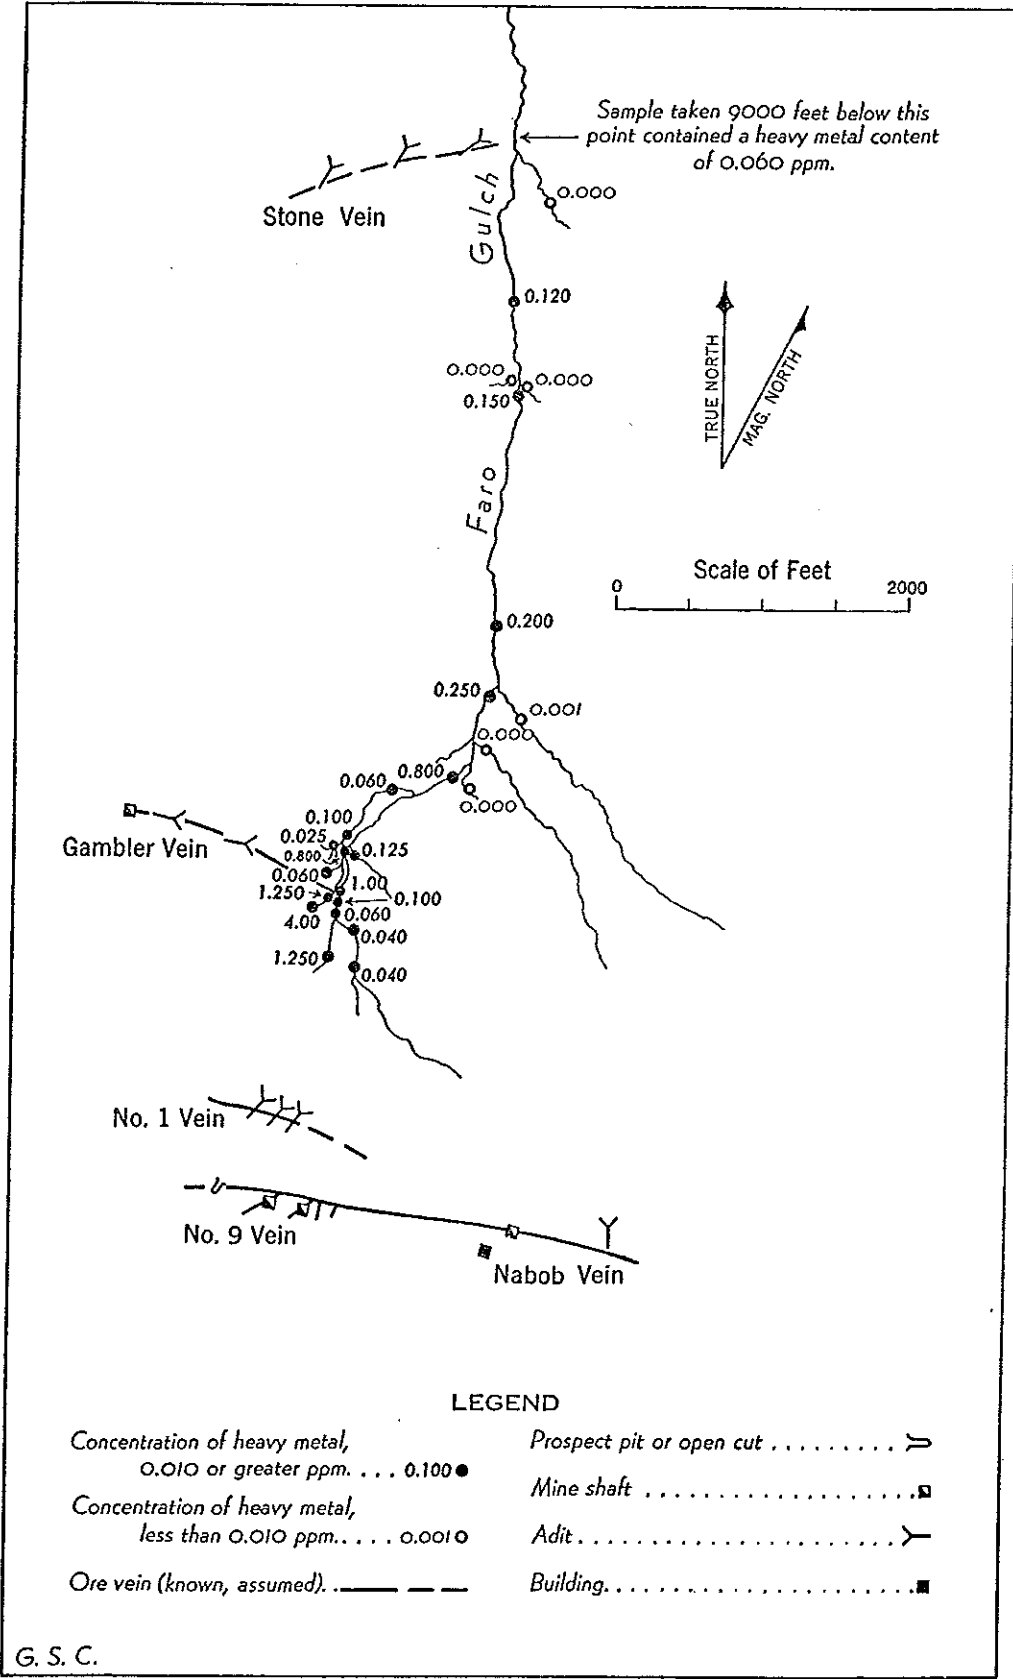 Sample taken 9000 feet below this
point contained a heavy metal content
of 0.060 ppm.
0.000
Stone Vein
Gulch
0.120
TRUE NORTH
MAG. NORTH
0.000
0.000
0.150
Faro
Scale of Feet
0
2000
0.200
0.250
0.001
0.000
0.800
0.060
0.000
0.100
0.025
Gambler Vein
0.800
0.125
0.060
1.00
1.250
0.100
4.00
0.060
0.040
1.250
0.040
No. 1 Vein
No. 9 Vein
Nabob Vein
LEGEND
Concentration of heavy metal,
0.010 or greater ppm. ... 0.100
Concentration of heavy metal,
less than 0.010 ppm..... 0.001
Ore vein (known, assumed).
Prospect pit or open cut .........
Mine shaft ...................
Adit.......................
Building.....................
G. S. C.